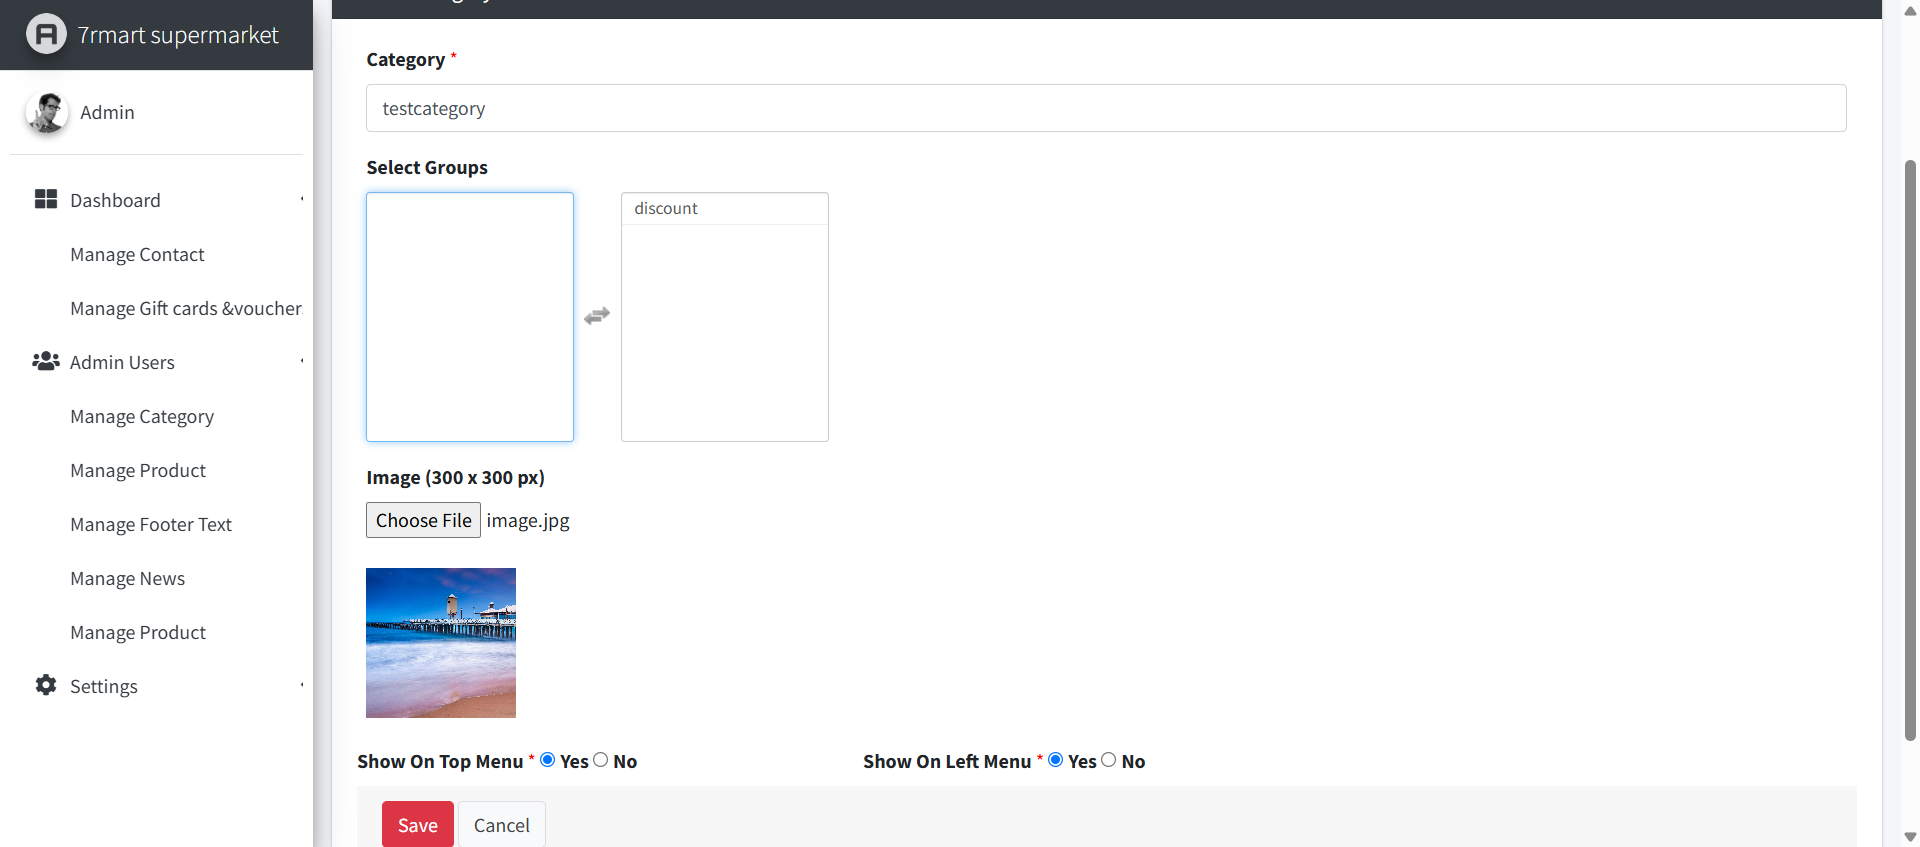 7rmart supermarket
Admin
Dashboard
Manage Contact
Manage Gift cards &voucher
Admin Users
Manage Category
Manage Product
Manage Footer Text
Manage News
Manage Product
Settings
Category *
testcategory
Select Groups
discount
Image (300 x 300 px)
Choose File image.jpg
Show On Top Menu * Yes No
Show On Left Menu * Yes No
Save Cancel